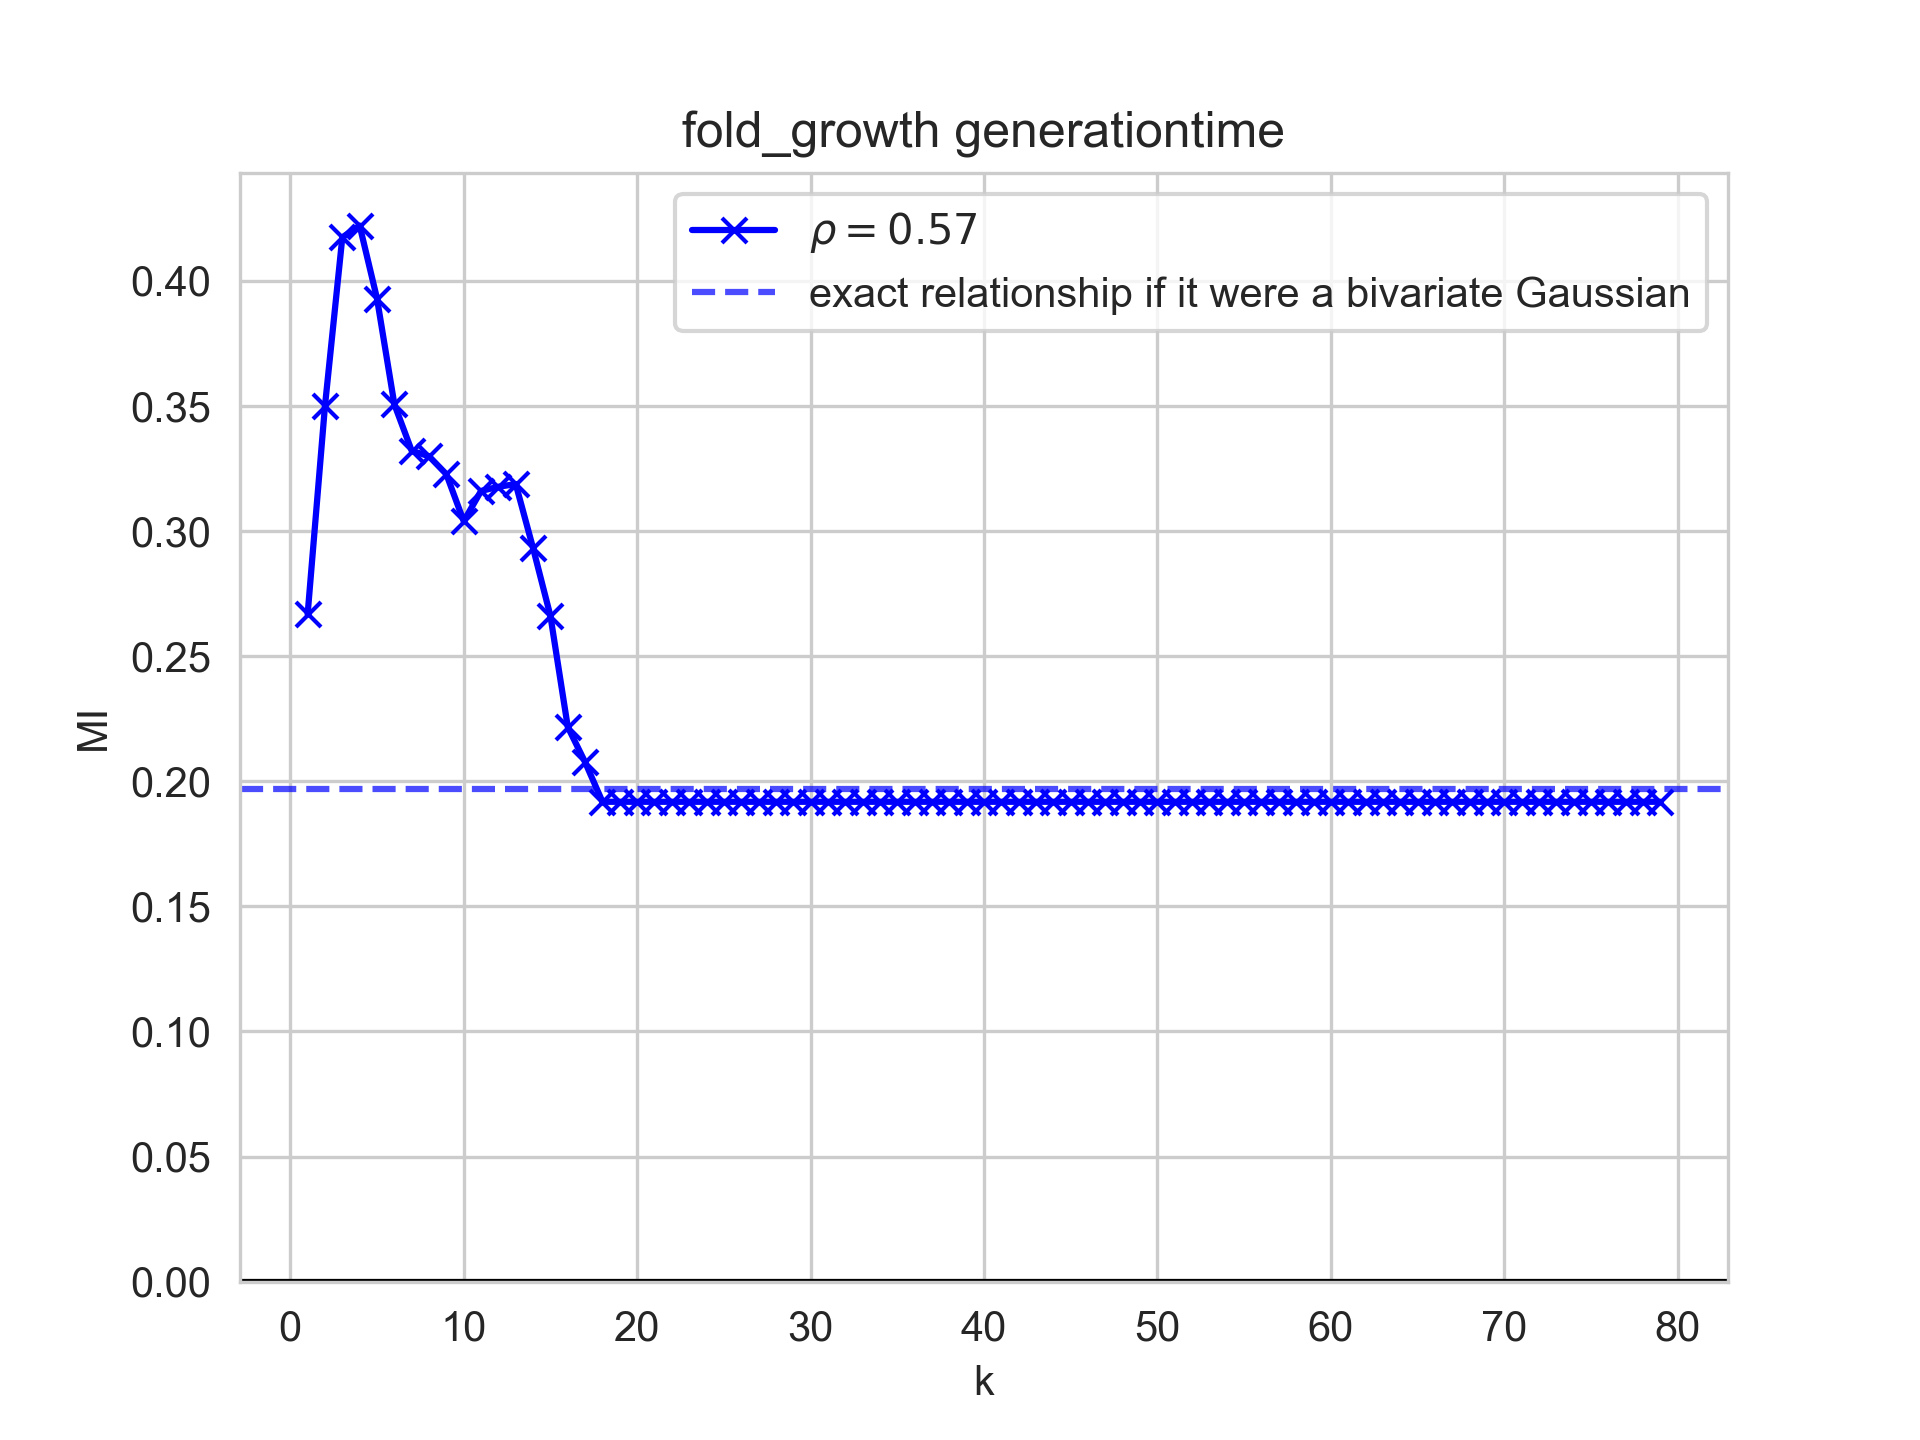 fold_growth generationtime
ρ = 0.57
exact relationship if it were a bivariate Gaussian
0.40
0.35
0.30
0.25
0.20
0.15
0.10
0.05
0.00
MI
0 10 20 30 40 50 60 70 80
k